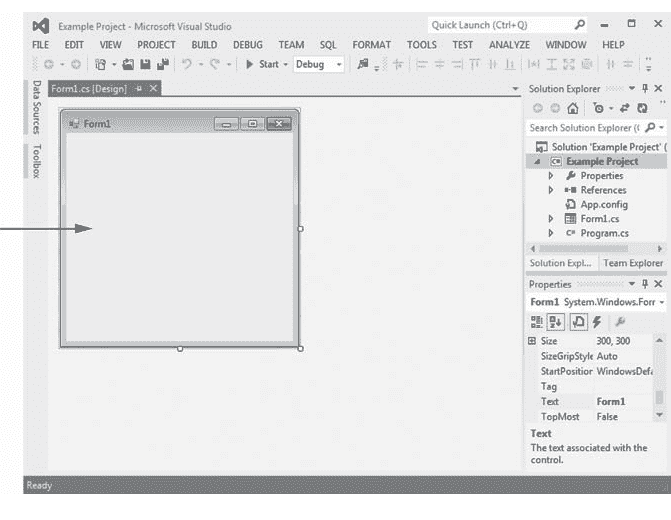 Example Project - Microsoft Visual Studio
Quick Launch (Ctrl+Q)
FILE EDIT VIEW PROJECT BUILD DEBUG TEAM SQL FORMAT TOOLS TEST ANALYZE WINDOW HELP
Start Debug
Data Sources
Toolbox
Form1.cs [Design]
Form1
Solution Explorer
Search Solution Explorer (
Solution 'Example Project' (
Example Project
Properties
References
App.config
Form1.cs
C# Program.cs
Solution Expl... Team Explorer
Properties
Form1 System.Windows.Forr
Size 300, 300
SizeGripStyle Auto
StartPosition WindowsDefa
Tag
Text Form1
TopMost False
Text
The text associated with the
control.
Ready